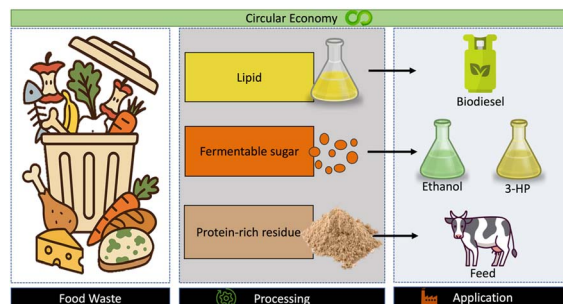 Circular Economy
Lipid
Biodiesel
Fermentable sugar
Ethanol
3-HP
Protein-rich residue
Feed
Food Waste
Processing
Application